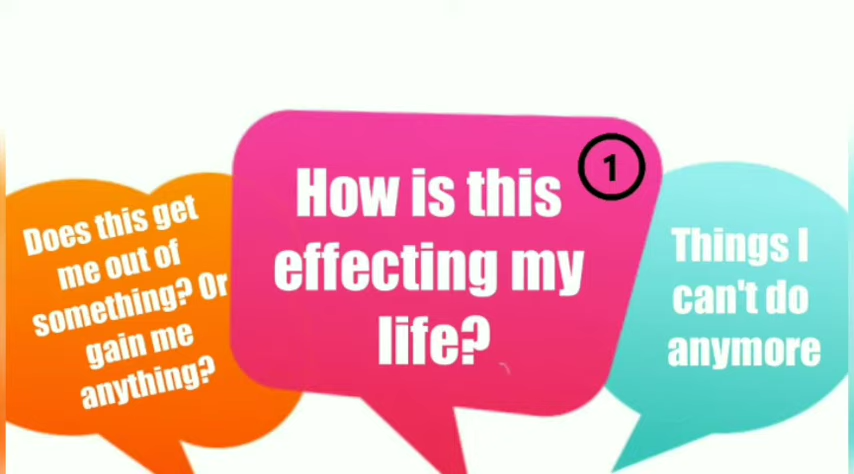 Does this get
me out of
something? Or
gain me
anything?
How is this
effecting my
life?
1
Things I
can't do
anymore